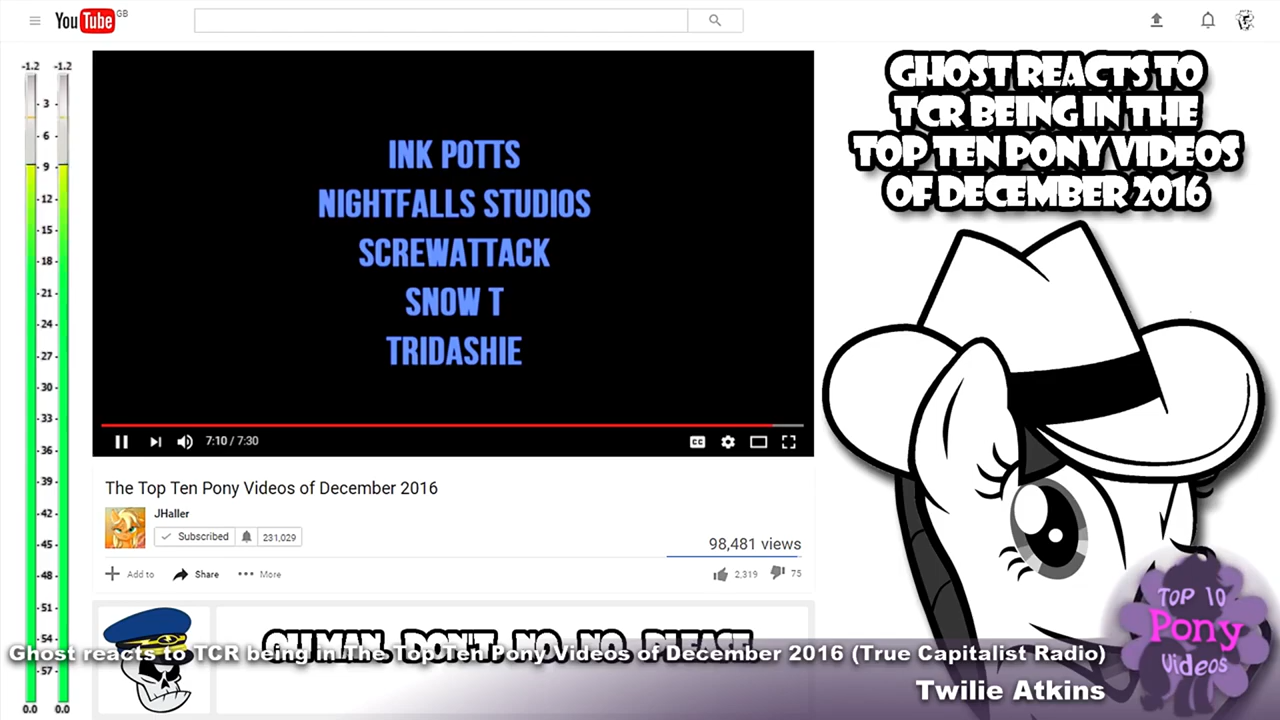 YouTube GB
GHOST REACTS TO
TCR BEING IN THE
TOP TEN PONY VIDEOS
OF DECEMBER 2016
-1.2 -1.2
- 3 -
- 6 -
- 9 -
-12-
-15-
-18-
-21-
-24-
-27-
-30-
-33-
-36-
-39-
-42-
-45-
-48-
-51-
-54-
-57-
0.0 0.0
INK POTTS
NIGHTFALLS STUDIOS
SCREWATTACK
SNOW T
TRIDASHIE
7:10 / 7:30
CC
The Top Ten Pony Videos of December 2016
JHaller
Subscribed 231,029
98,481 views
Add to Share More
2,319 75
OH MAN, DON'T, NO, NO, PLEASE
Ghost reacts to TCR being in The Top Ten Pony Videos of December 2016 (True Capitalist Radio)
Twilie Atkins
TOP 10
Pony
Videos